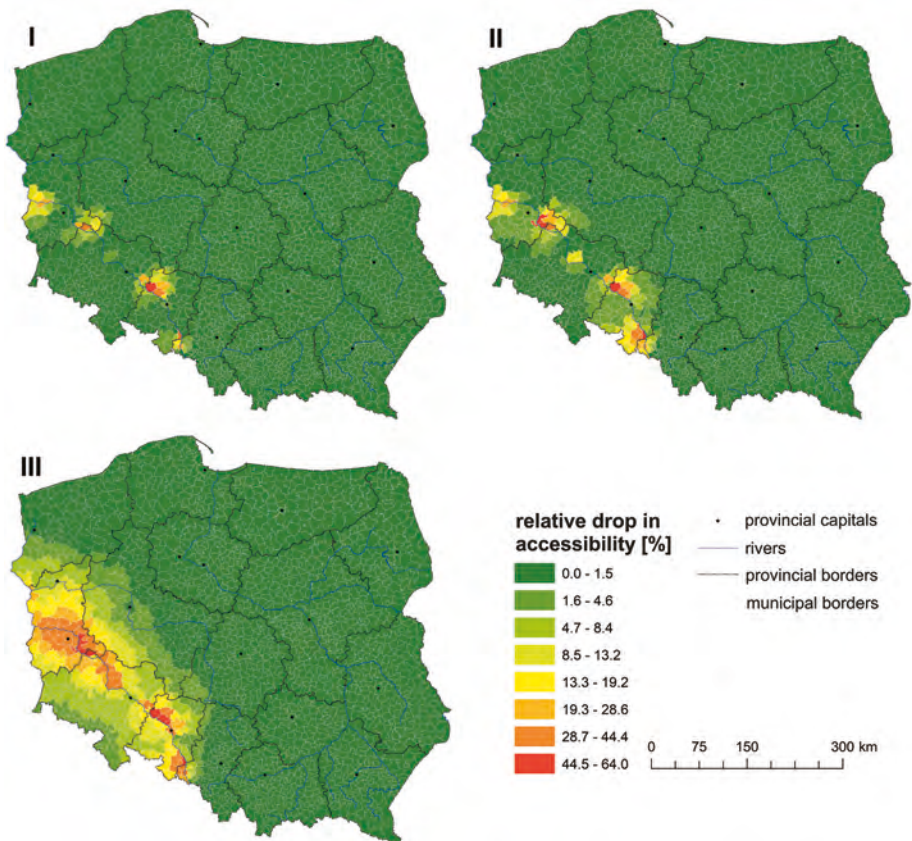 I
II
III
relative drop in
accessibility [%]
0.0 - 1.5
1.6 - 4.6
4.7 - 8.4
8.5 - 13.2
13.3 - 19.2
19.3 - 28.6
28.7 - 44.4
44.5 - 64.0
provincial capitals
rivers
provincial borders
municipal borders
0 75 150 300 km